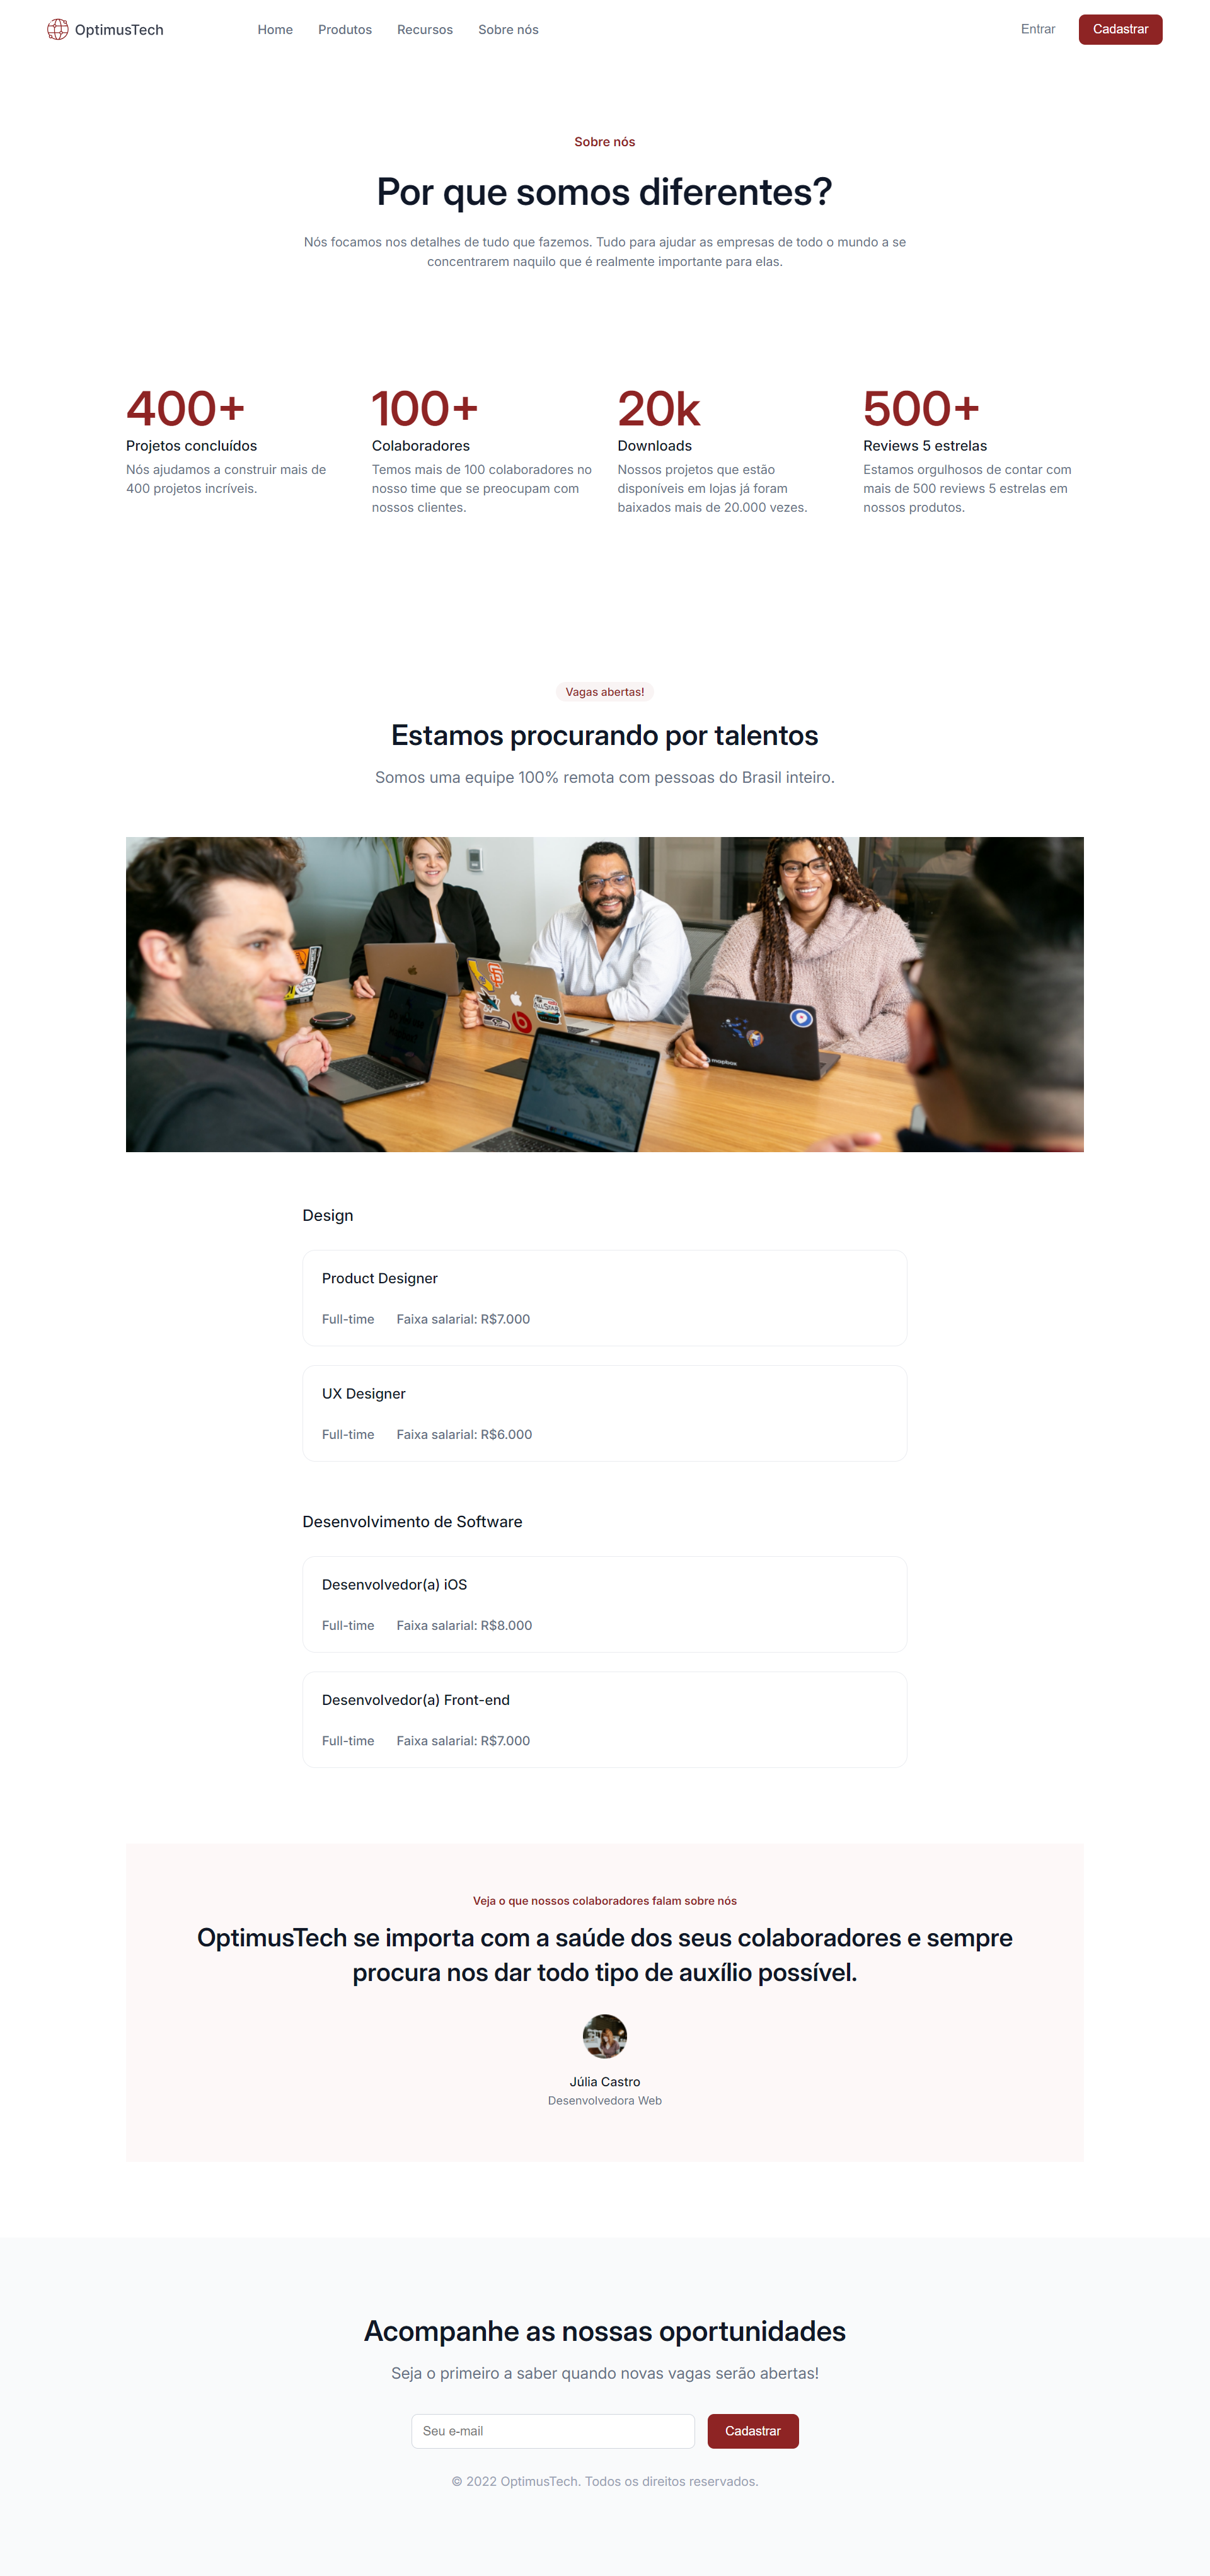 OptimusTech
Home Produtos Recursos Sobre nós
Entrar Cadastrar
Sobre nós
Por que somos diferentes?
Nós focamos nos detalhes de tudo que fazemos. Tudo para ajudar as empresas de todo o mundo a se
concentrarem naquilo que é realmente importante para elas.
400+
Projetos concluídos
Nós ajudamos a construir mais de
400 projetos incríveis.
100+
Colaboradores
Temos mais de 100 colaboradores no
nosso time que se preocupam com
nossos clientes.
20k
Downloads
Nossos projetos que estão
disponíveis em lojas já foram
baixados mais de 20.000 vezes.
500+
Reviews 5 estrelas
Estamos orgulhosos de contar com
mais de 500 reviews 5 estrelas em
nossos produtos.
Vagas abertas!
Estamos procurando por talentos
Somos uma equipe 100% remota com pessoas do Brasil inteiro.
mapbox
Design
Product Designer
Full-time Faixa salarial: R$7.000
UX Designer
Full-time Faixa salarial: R$6.000
Desenvolvimento de Software
Desenvolvedor(a) iOS
Full-time Faixa salarial: R$8.000
Desenvolvedor(a) Front-end
Full-time Faixa salarial: R$7.000
Veja o que nossos colaboradores falam sobre nós
OptimusTech se importa com a saúde dos seus colaboradores e sempre
procura nos dar todo tipo de auxílio possível.
Júlia Castro
Desenvolvedora Web
Acompanhe as nossas oportunidades
Seja o primeiro a saber quando novas vagas serão abertas!
Seu e-mail Cadastrar
© 2022 OptimusTech. Todos os direitos reservados.